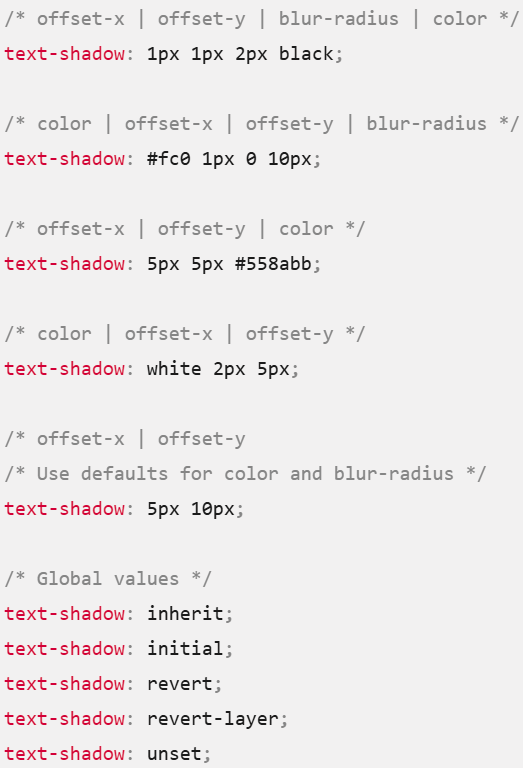 /* offset-x | offset-y | blur-radius | color */
text-shadow: 1px 1px 2px black;
/* color | offset-x | offset-y | blur-radius */
text-shadow: #fc0 1px 0 10px;
/* offset-x | offset-y | color */
text-shadow: 5px 5px #558abb;
/* color | offset-x | offset-y */
text-shadow: white 2px 5px;
/* offset-x | offset-y
/* Use defaults for color and blur-radius */
text-shadow: 5px 10px;
/* Global values */
text-shadow: inherit;
text-shadow: initial;
text-shadow: revert;
text-shadow: revert-layer;
text-shadow: unset;